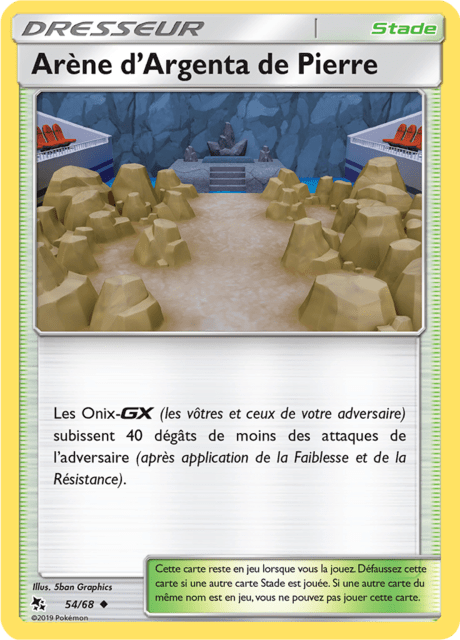 DRESSEUR
Stade
Arène d'Argenta de Pierre
Les Onix-GX (les vôtres et ceux de votre adversaire)
subissent 40 dégâts de moins des attaques de
l'adversaire (après application de la Faiblesse et de la
Résistance).
Illus. 5ban Graphics
54/68
©2019 Pokémon
Cette carte reste en jeu lorsque vous la jouez. Défaussez cette
carte si une autre carte Stade est jouée. Si une autre carte du
même nom est en jeu, vous ne pouvez pas jouer cette carte.